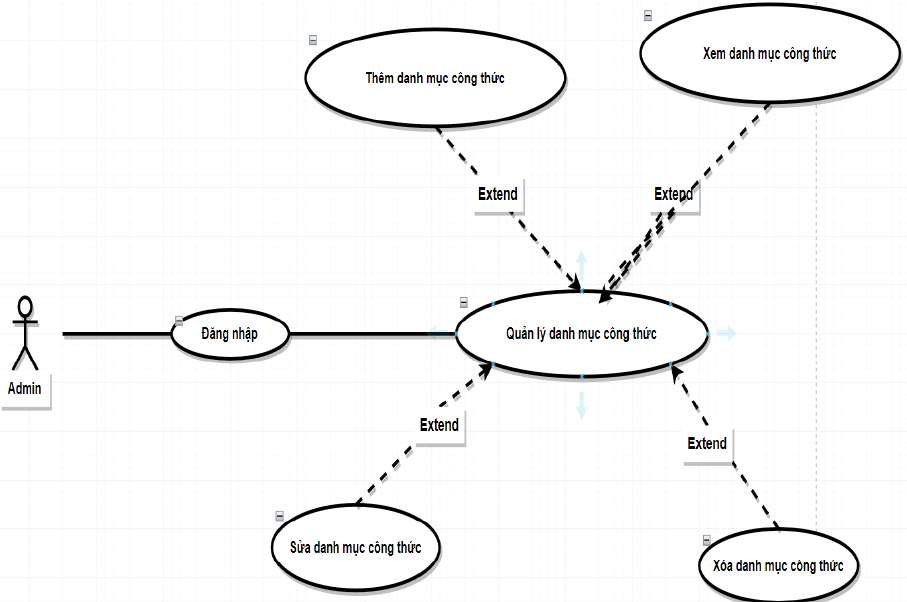 Xem danh mục công thức
Thêm danh mục công thức
Extend
Extend
Đăng nhập
Quản lý danh mục công thức
Admin
Extend
Extend
Sửa danh mục công thức
Xóa danh mục công thức